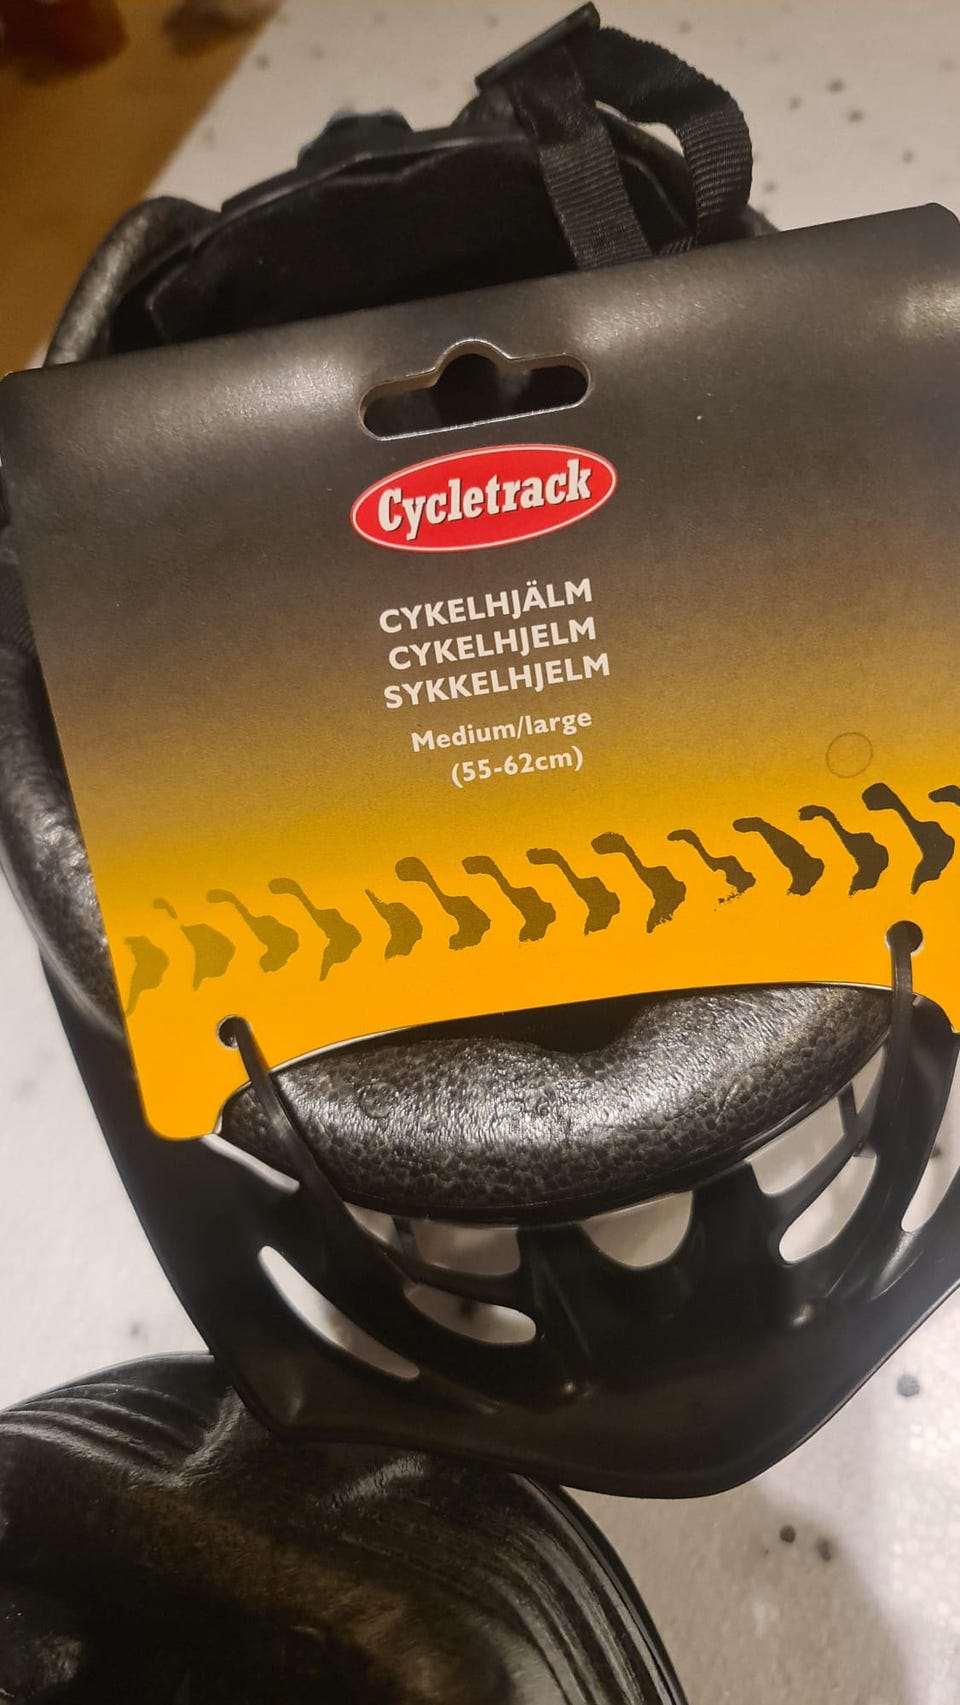 Cycletrack
CYKELHJÄLM
CYKELHJELM
SYKKELHJELM
Medium/large
(55-62cm)